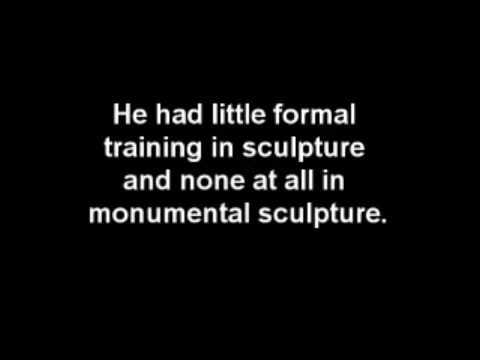 He had little formal
training in sculpture
and none at all in
monumental sculpture.